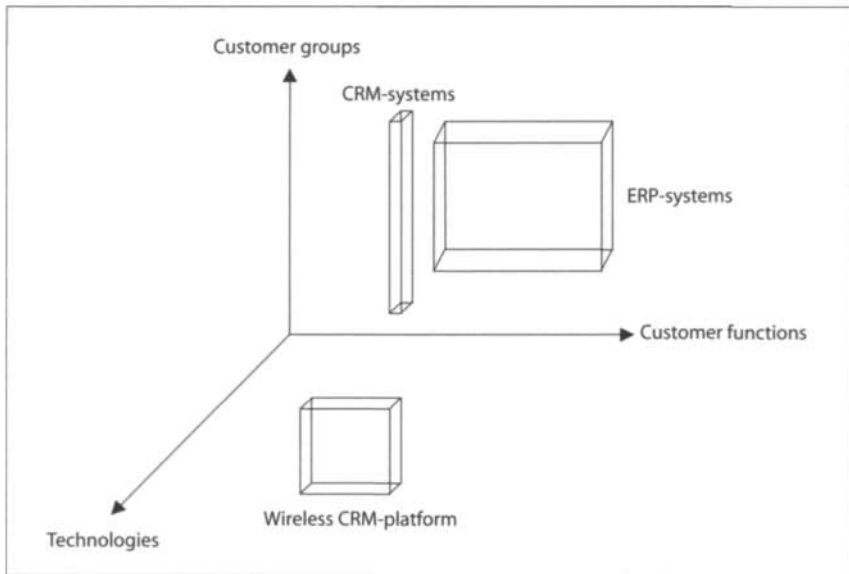 Customer groups
CRM-systems
ERP-systems
Customer functions
Wireless CRM-platform
Technologies